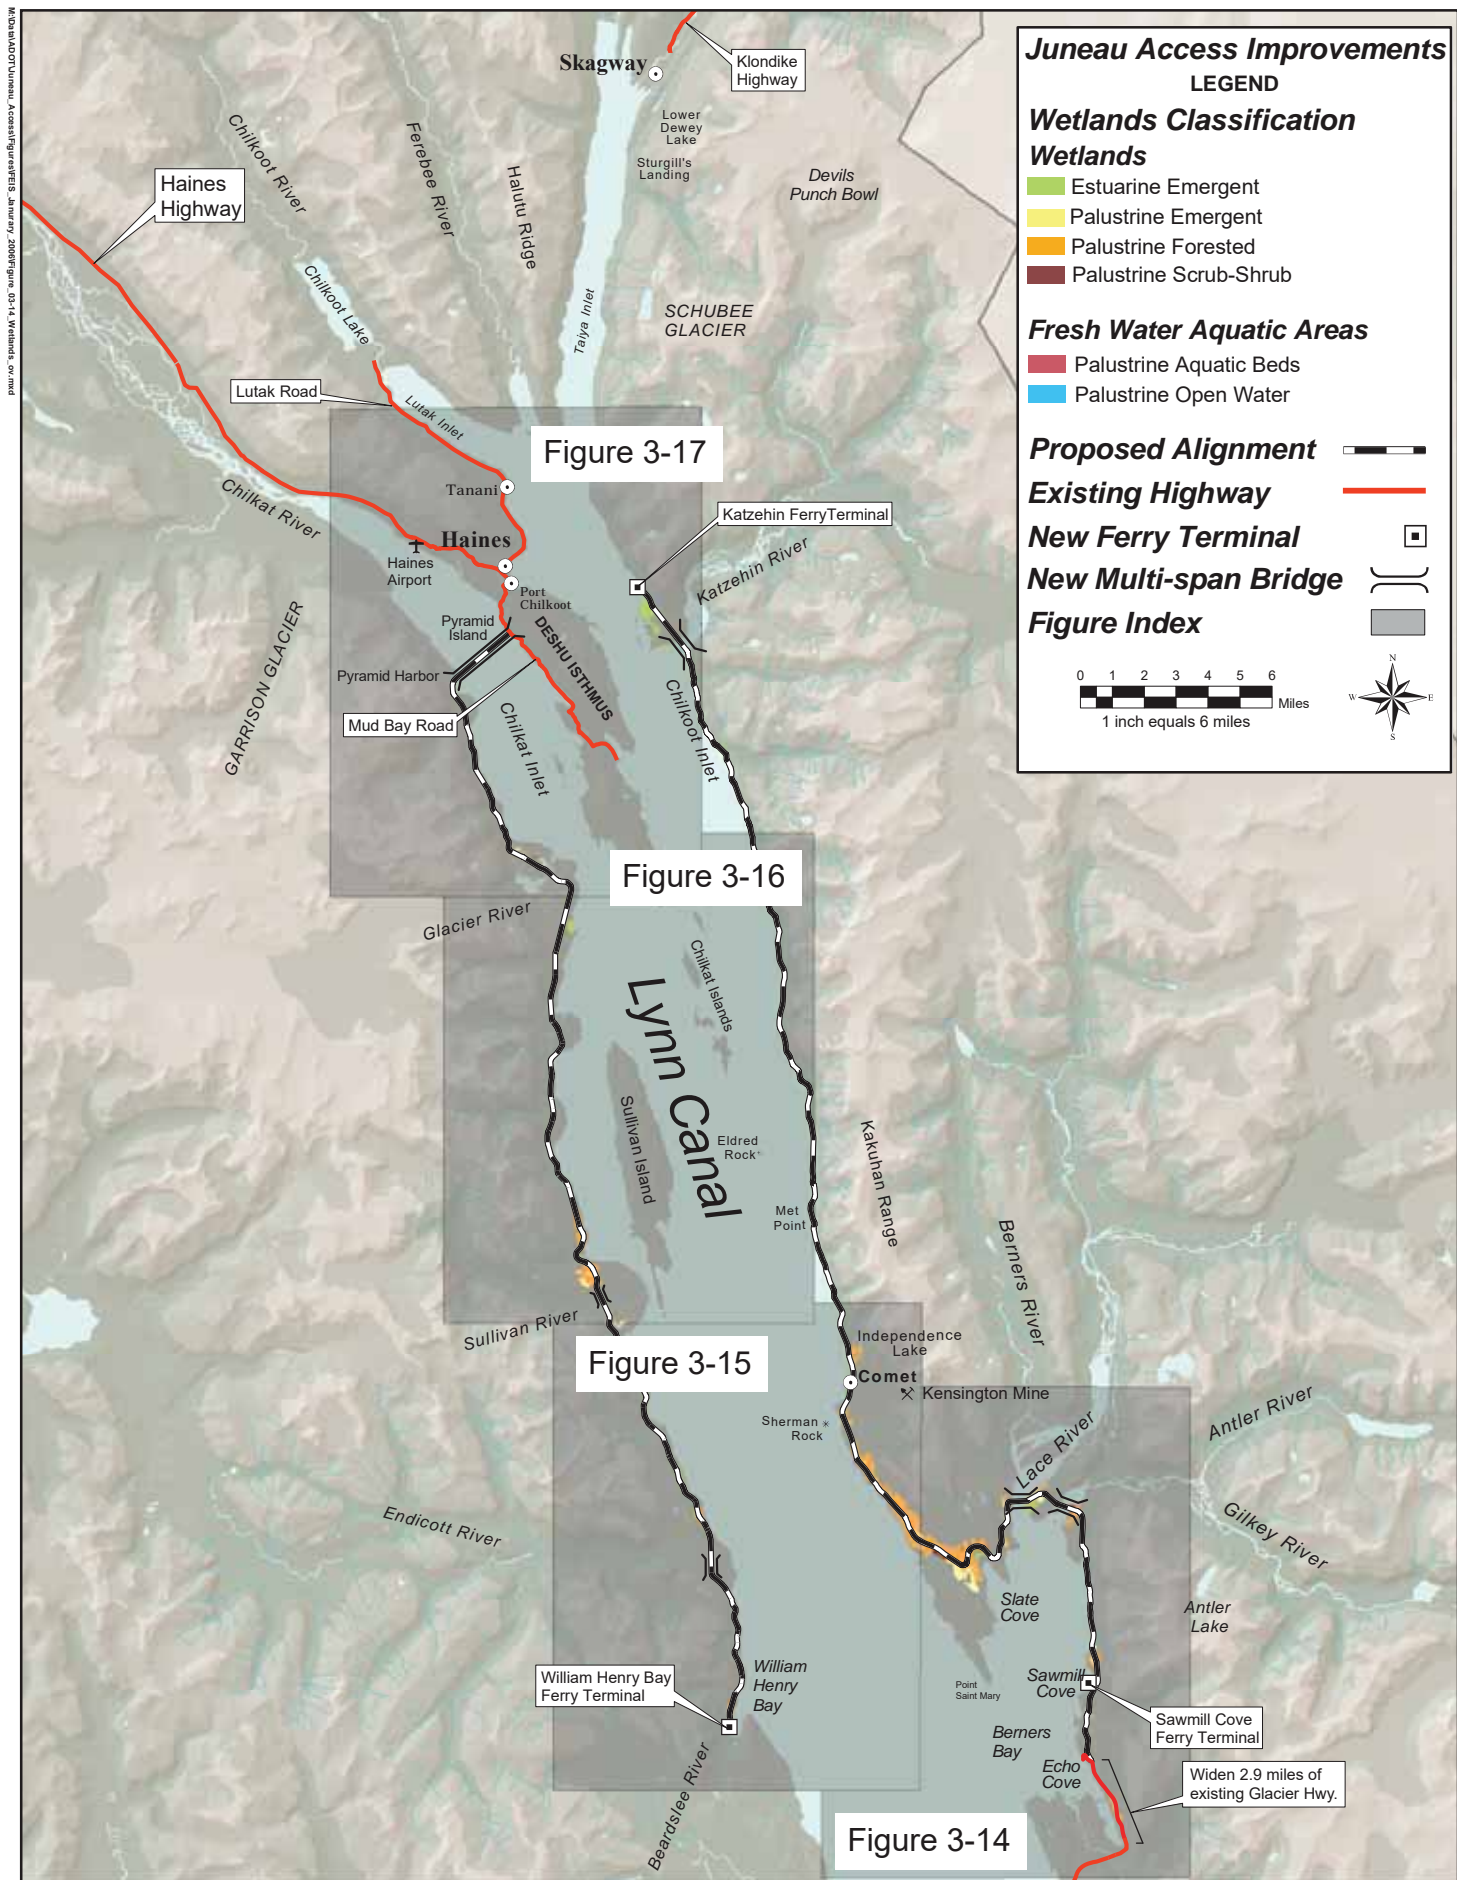 M:\Data\ADOT\Juneau_Access\Figures\FEIS_Janurary_2006\Figure_03-14_Wetlands_ov.mxd
Juneau Access Improvements
LEGEND
Wetlands Classification
Wetlands
Estuarine Emergent
Palustrine Emergent
Palustrine Forested
Palustrine Scrub-Shrub
Fresh Water Aquatic Areas
Palustrine Aquatic Beds
Palustrine Open Water
Proposed Alignment
Existing Highway
New Ferry Terminal
New Multi-span Bridge
Figure Index
0 1 2 3 4 5 6
Miles
1 inch equals 6 miles
N
W
E
S
Skagway
Klondike
Highway
Lower
Dewey
Lake
Sturgill's
Landing
Devils
Punch Bowl
Haines
Highway
Chilkoot River
Ferebee River
Halutu Ridge
Chilkoot Lake
Taiya Inlet
SCHUBEE
GLACIER
Lutak Road
Lutak Inlet
Figure 3-17
Tanani
Chilkat River
Katzehin FerryTerminal
Haines
Haines
Airport
Katzehin River
Port
Chilkoot
Pyramid
Island
DESHU ISTHMUS
GARRISON GLACIER
Pyramid Harbor
Mud Bay Road
Chilkat Inlet
Chilkoot Inlet
Figure 3-16
Glacier River
Chilkat Islands
Lynn Canal
Sullivan Island
Eldred
Rock
Met
Point
Kakuhan Range
Berners River
Sullivan River
Independence
Lake
Figure 3-15
Comet
Kensington Mine
Sherman
Rock
Lace River
Antler River
Endicott River
Gilkey River
Slate
Cove
Antler
Lake
William Henry Bay
Ferry Terminal
William
Henry
Bay
Point
Saint Mary
Sawmill
Cove
Sawmill Cove
Ferry Terminal
Berners
Bay
Echo
Cove
Widen 2.9 miles of
existing Glacier Hwy.
Beardslee River
Figure 3-14